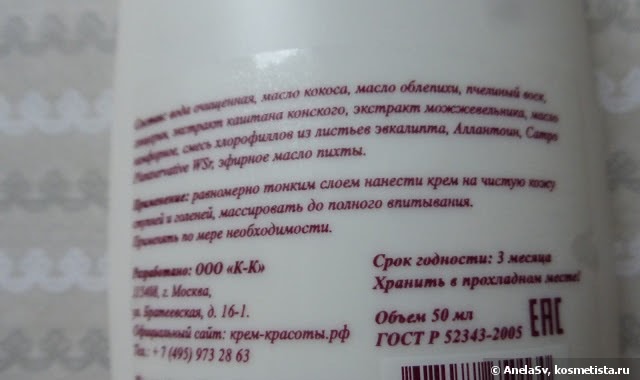 Состав: вода очищенная, масло кокоса, масло облепихи, пчелиный воск,
экстракт каштана конского, экстракт можжевельника, масло
камфорное, смесь хлорофиллов из листьев эвкалипта, Аллантоин,
WSr, эфирное масло пихты.
Применение: равномерно тонким слоем нанести крем на чистую кожу
ступней и голеней, массировать до полного впитывания.
Применять по мере необходимости.
Разработано: ООО «К-К»
г. Москва,
ул. Братеевская, д. 16-1.
Официальный сайт: крем-красоты.рф
Тел.: +7 (495) 973 28 63
Срок годности: 3 месяца
Хранить в прохладном месте!
Объем 50 мл
ГОСТ Р 52343-2005
EAC
© AnelaSv, kosmetista.ru